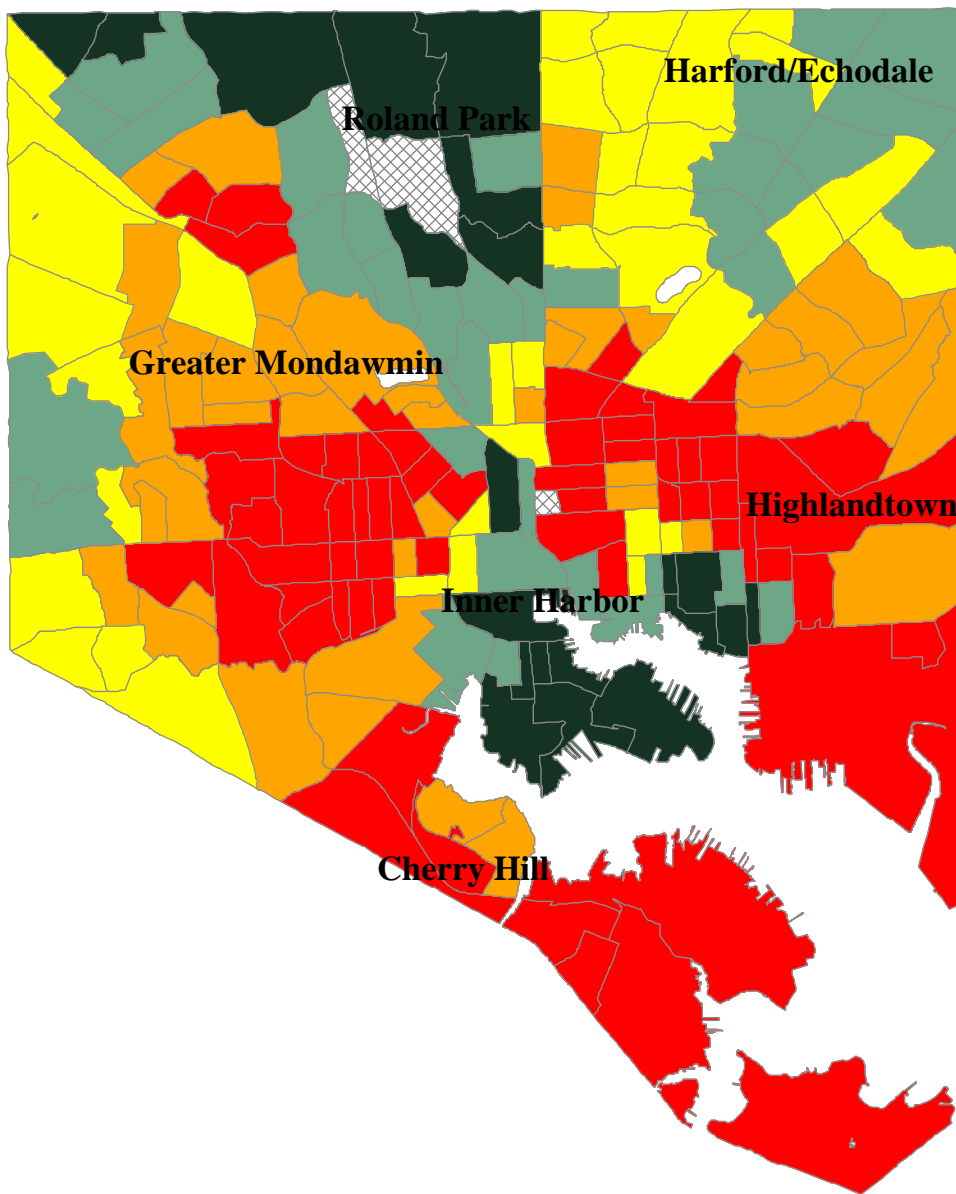 Harford/Echodale
Roland Park
Greater Mondawmin
Highlandtown
Inner Harbor
Cherry Hill